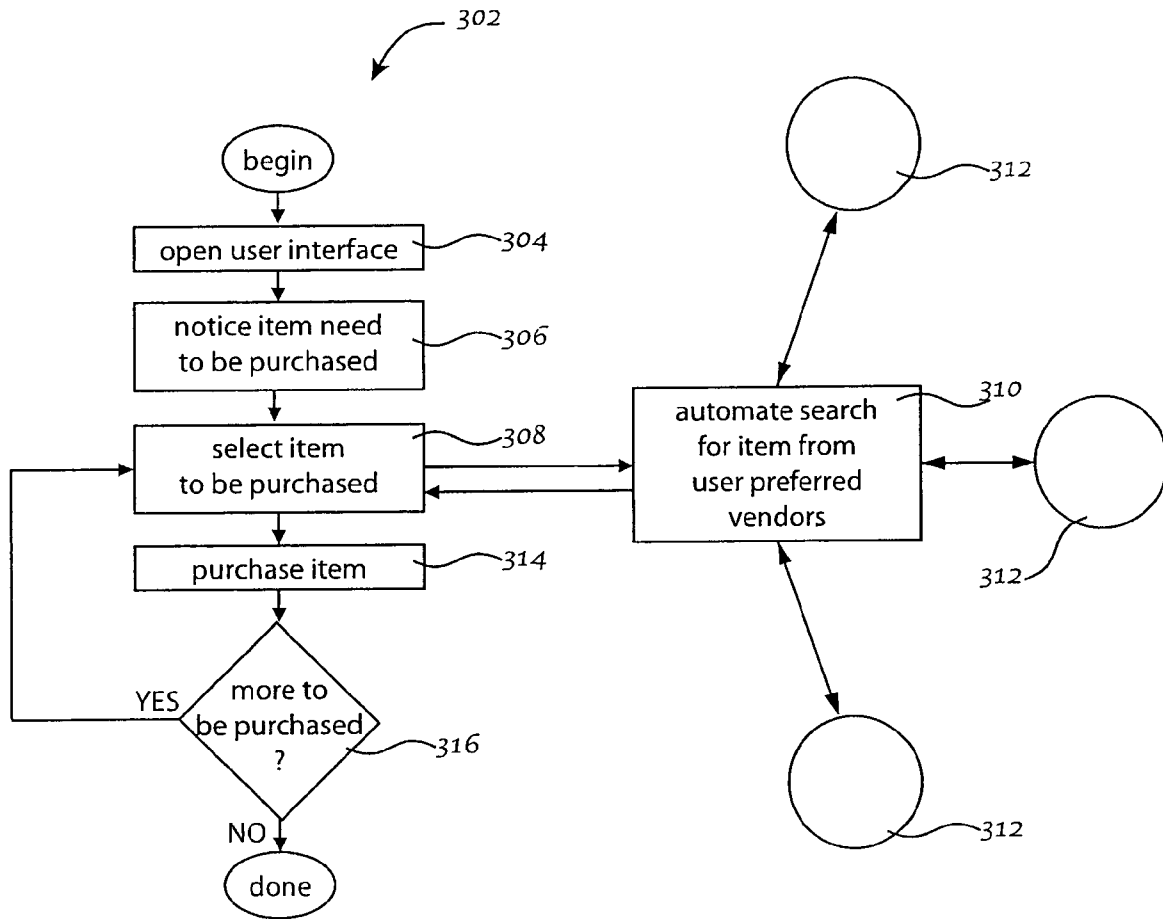 302
begin
open user interface
304
notice item need
to be purchased
306
select item
to be purchased
308
purchase item
314
YES
more to
be purchased
?
316
NO
done
312
automate search
for item from
user preferred
vendors
310
312
312